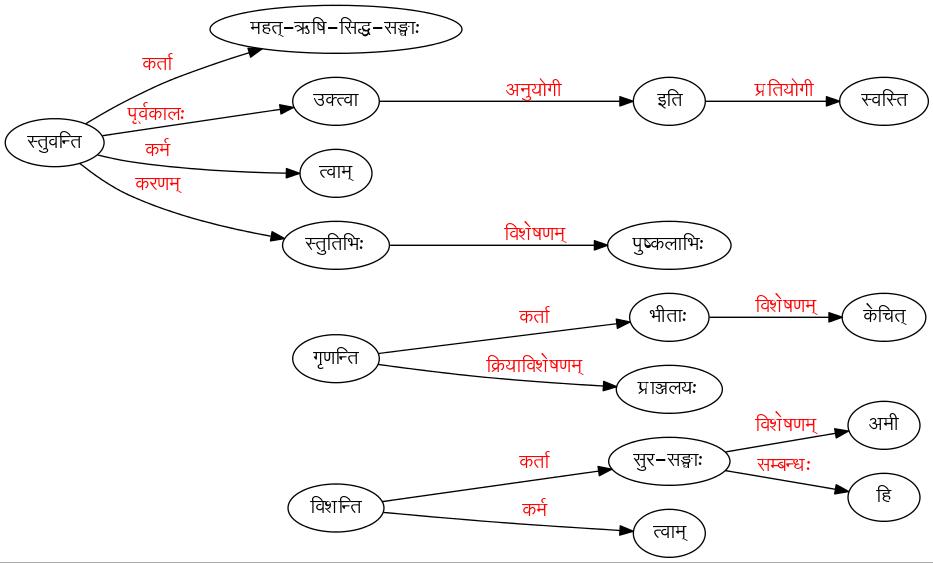 महत्-ऋषि-सिद्ध-सङ्घाः
कर्ता
पूर्वकालः
उक्त्वा
अनुयोगी
इति
प्रतियोगी
स्वस्ति
स्तुवन्ति
कर्म
त्वाम्
करणम्
स्तुतिभिः
विशेषणम्
पुष्कलाभिः
कर्ता
भीताः
विशेषणम्
केचित्
गृणन्ति
क्रियाविशेषणम्
प्राञ्जलयः
विशेषणम्
अमी
कर्ता
सुर-सङ्घाः
सम्बन्धः
हि
विशन्ति
कर्म
त्वाम्